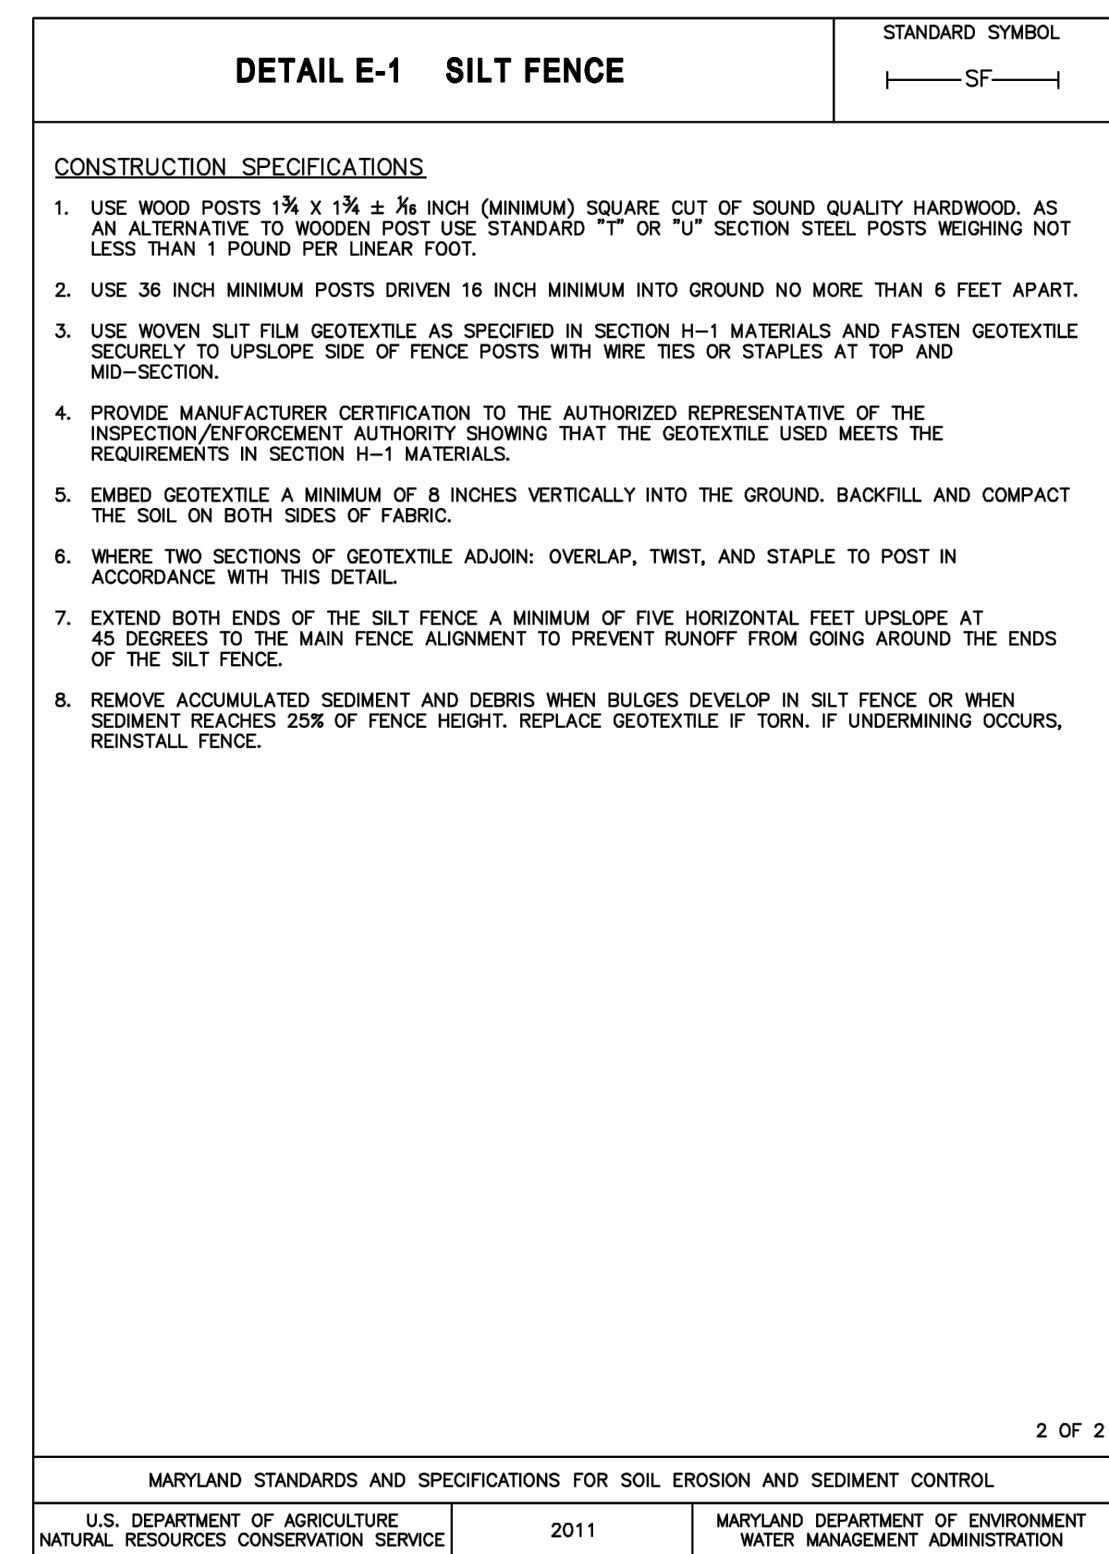 STANDARD SYMBOL
DETAIL E-1 SILT FENCE
SF
CONSTRUCTION SPECIFICATIONS
1. USE WOOD POSTS 1¾ X 1¾ ± 1⁄16 INCH (MINIMUM) SQUARE CUT OF SOUND QUALITY HARDWOOD. AS
AN ALTERNATIVE TO WOODEN POST USE STANDARD "T" OR "U" SECTION STEEL POSTS WEIGHING NOT
LESS THAN 1 POUND PER LINEAR FOOT.
2. USE 36 INCH MINIMUM POSTS DRIVEN 16 INCH MINIMUM INTO GROUND NO MORE THAN 6 FEET APART.
3. USE WOVEN SLIT FILM GEOTEXTILE AS SPECIFIED IN SECTION H-1 MATERIALS AND FASTEN GEOTEXTILE
SECURELY TO UPSLOPE SIDE OF FENCE POSTS WITH WIRE TIES OR STAPLES AT TOP AND
MID-SECTION.
4. PROVIDE MANUFACTURER CERTIFICATION TO THE AUTHORIZED REPRESENTATIVE OF THE
INSPECTION/ENFORCEMENT AUTHORITY SHOWING THAT THE GEOTEXTILE USED MEETS THE
REQUIREMENTS IN SECTION H-1 MATERIALS.
5. EMBED GEOTEXTILE A MINIMUM OF 8 INCHES VERTICALLY INTO THE GROUND. BACKFILL AND COMPACT
THE SOIL ON BOTH SIDES OF FABRIC.
6. WHERE TWO SECTIONS OF GEOTEXTILE ADJOIN: OVERLAP, TWIST, AND STAPLE TO POST IN
ACCORDANCE WITH THIS DETAIL.
7. EXTEND BOTH ENDS OF THE SILT FENCE A MINIMUM OF FIVE HORIZONTAL FEET UPSLOPE AT
45 DEGREES TO THE MAIN FENCE ALIGNMENT TO PREVENT RUNOFF FROM GOING AROUND THE ENDS
OF THE SILT FENCE.
8. REMOVE ACCUMULATED SEDIMENT AND DEBRIS WHEN BULGES DEVELOP IN SILT FENCE OR WHEN
SEDIMENT REACHES 25% OF FENCE HEIGHT. REPLACE GEOTEXTILE IF TORN. IF UNDERMINING OCCURS,
REINSTALL FENCE.
2 OF 2
MARYLAND STANDARDS AND SPECIFICATIONS FOR SOIL EROSION AND SEDIMENT CONTROL
U.S. DEPARTMENT OF AGRICULTURE
NATURAL RESOURCES CONSERVATION SERVICE
2011
MARYLAND DEPARTMENT OF ENVIRONMENT
WATER MANAGEMENT ADMINISTRATION